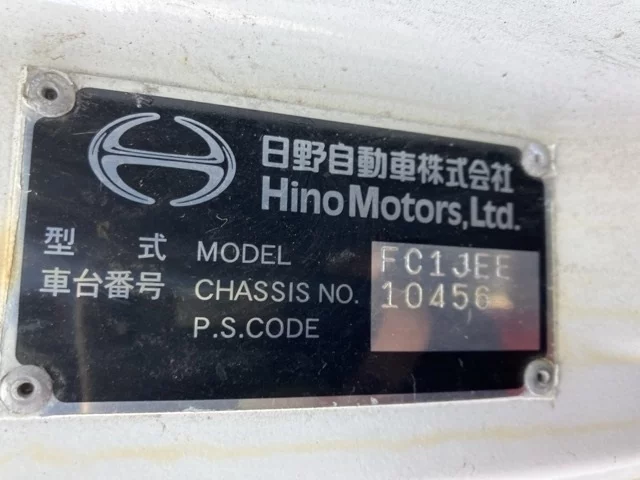 日野自動車株式会社
Hino Motors, Ltd.
型 式 MODEL FC1JEE
車台番号 CHASSIS NO. 10456
P.S.CODE